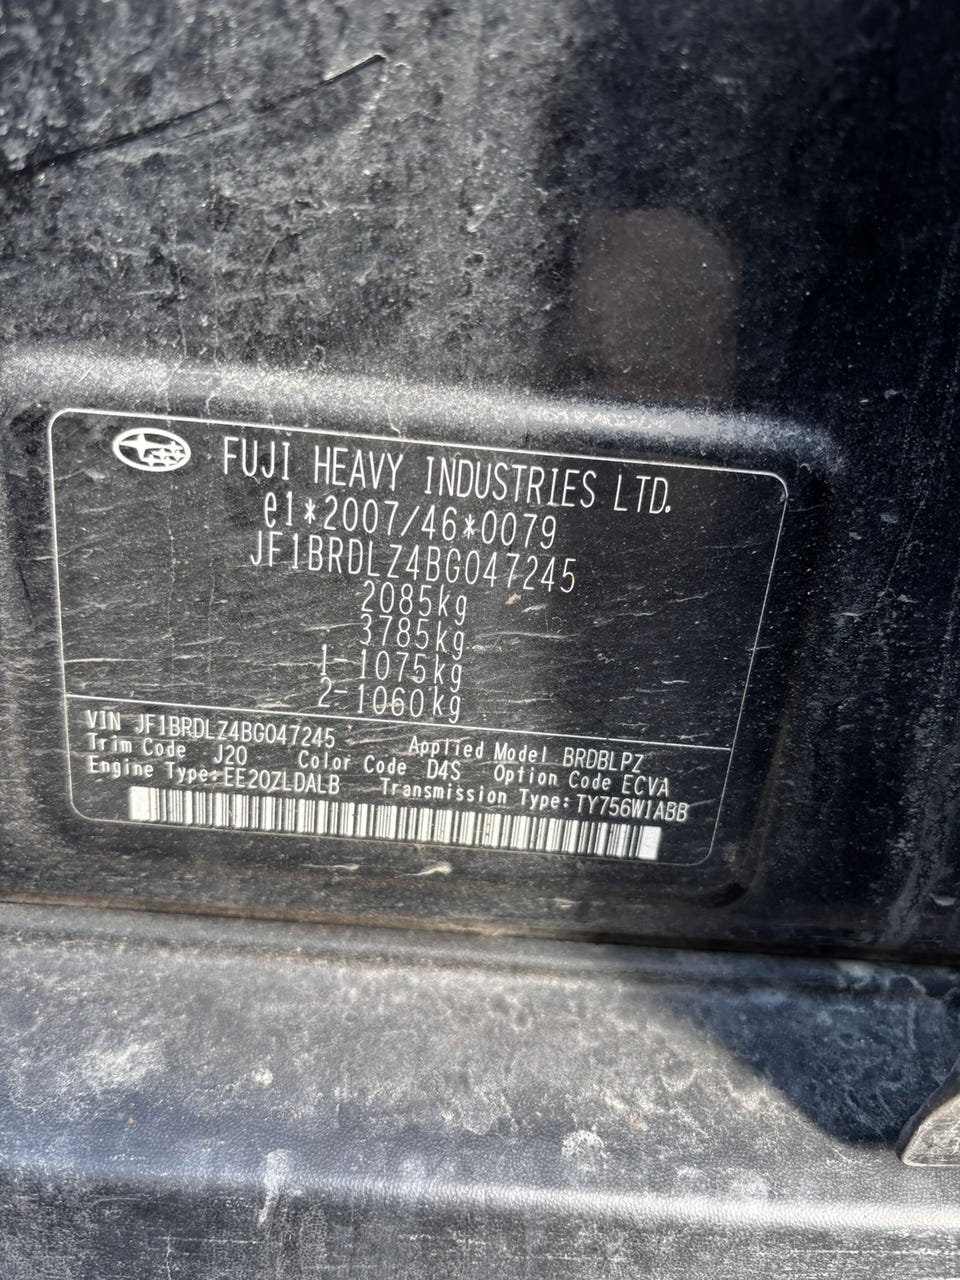 FUJI HEAVY INDUSTRIES LTD.
e1*2007/46*0079
JF1BRDLZ4BG047245
2085kg
3785kg
1-1075kg
2-1060kg
VIN JF1BRDLZ4BG047245 Applied Model BRDBLPZ
Trim Code J20 Color Code D4S Option Code ECVA
Engine Type:EE20ZLDALB Transmission Type:TY756W1ABB